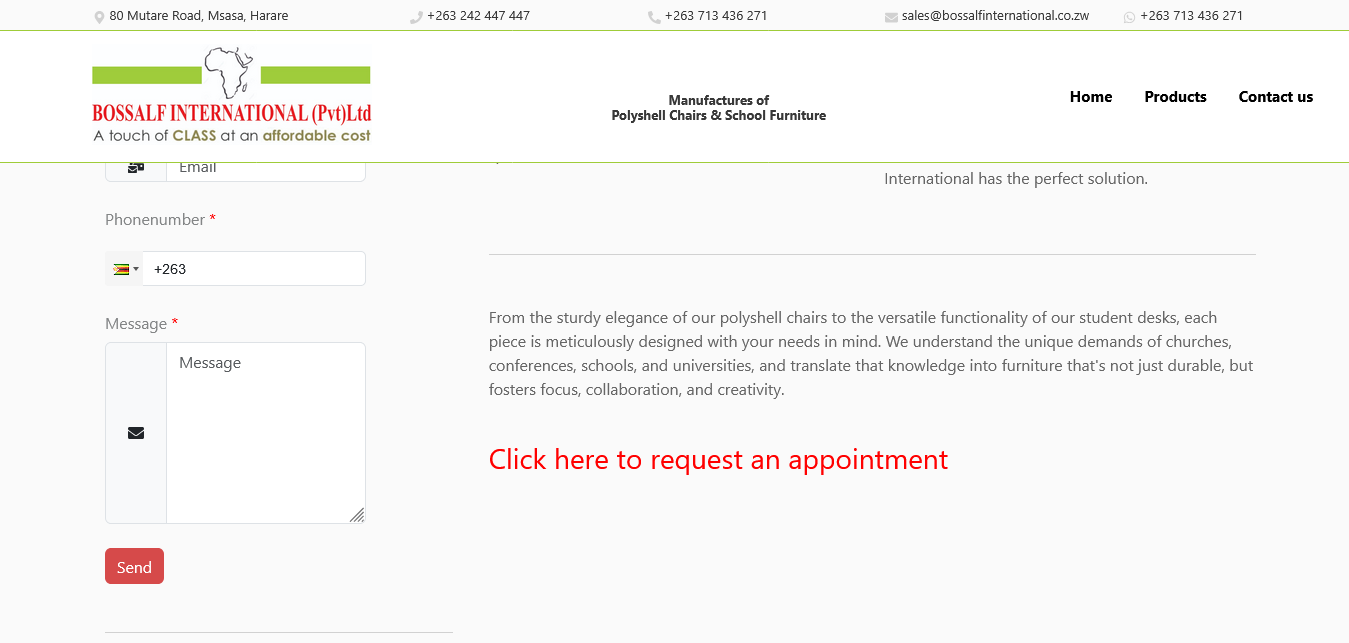 80 Mutare Road, Msasa, Harare
+263 242 447 447
+263 713 436 271
sales@bossalfinternational.co.zw
+263 713 436 271
BOSSALF INTERNATIONAL (Pvt)Ltd
A touch of CLASS at an affordable cost
Manufactures of
Polyshell Chairs & School Furniture
Home
Products
Contact us
Email
Phonenumber *
+263
Message *
Message
Send
International has the perfect solution.
From the sturdy elegance of our polyshell chairs to the versatile functionality of our student desks, each
piece is meticulously designed with your needs in mind. We understand the unique demands of churches,
conferences, schools, and universities, and translate that knowledge into furniture that's not just durable, but
fosters focus, collaboration, and creativity.
Click here to request an appointment